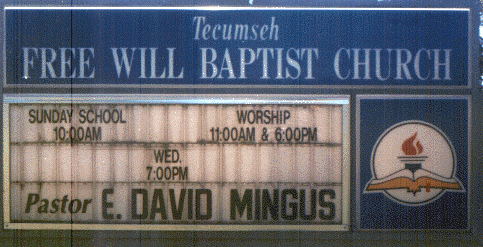 Tecumseh
FREE WILL BAPTIST CHURCH
SUNDAY SCHOOL WORSHIP
10:00AM 11:00AM & 6:00PM
WED.
7:00PM
Pastor E. DAVID MINGUS